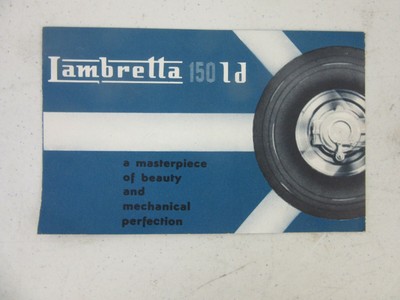 Lambretta 150 ld
a masterpiece
of beauty
and
mechanical
perfection